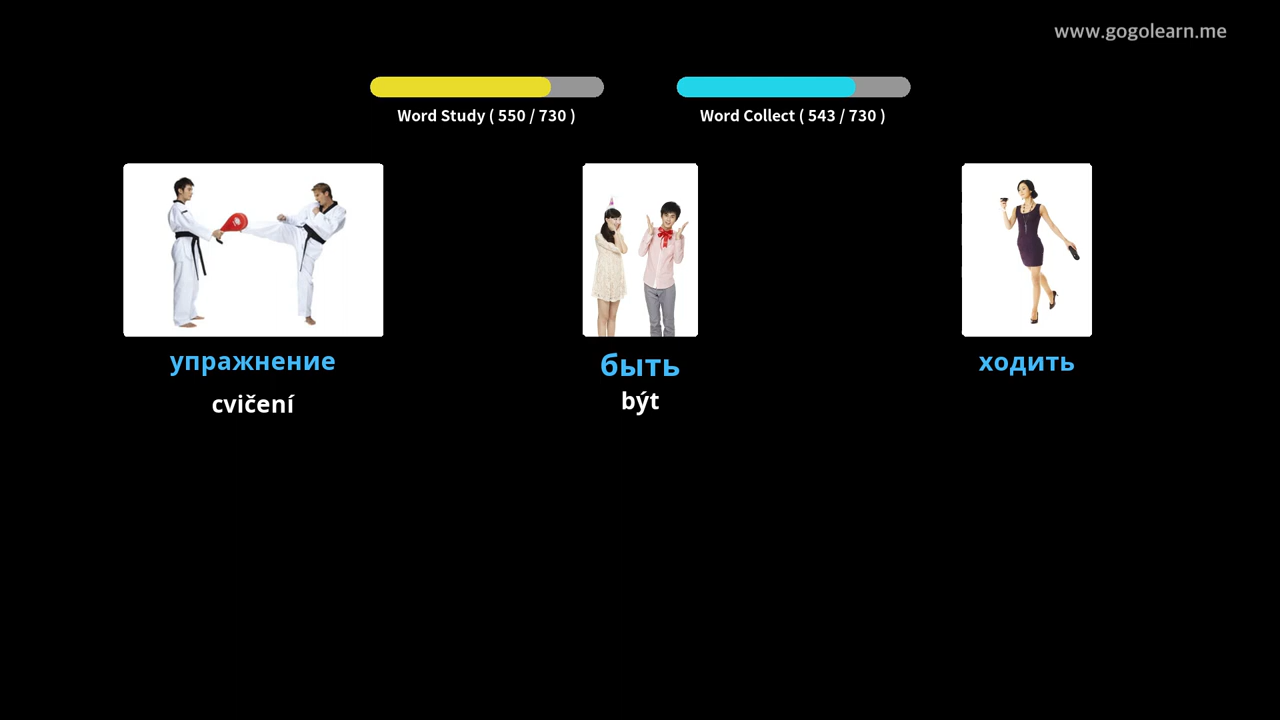 www.gogolearn.me
Word Study ( 550 / 730 )
Word Collect ( 543 / 730 )
упражнение
быть
ходить
cvičení
být